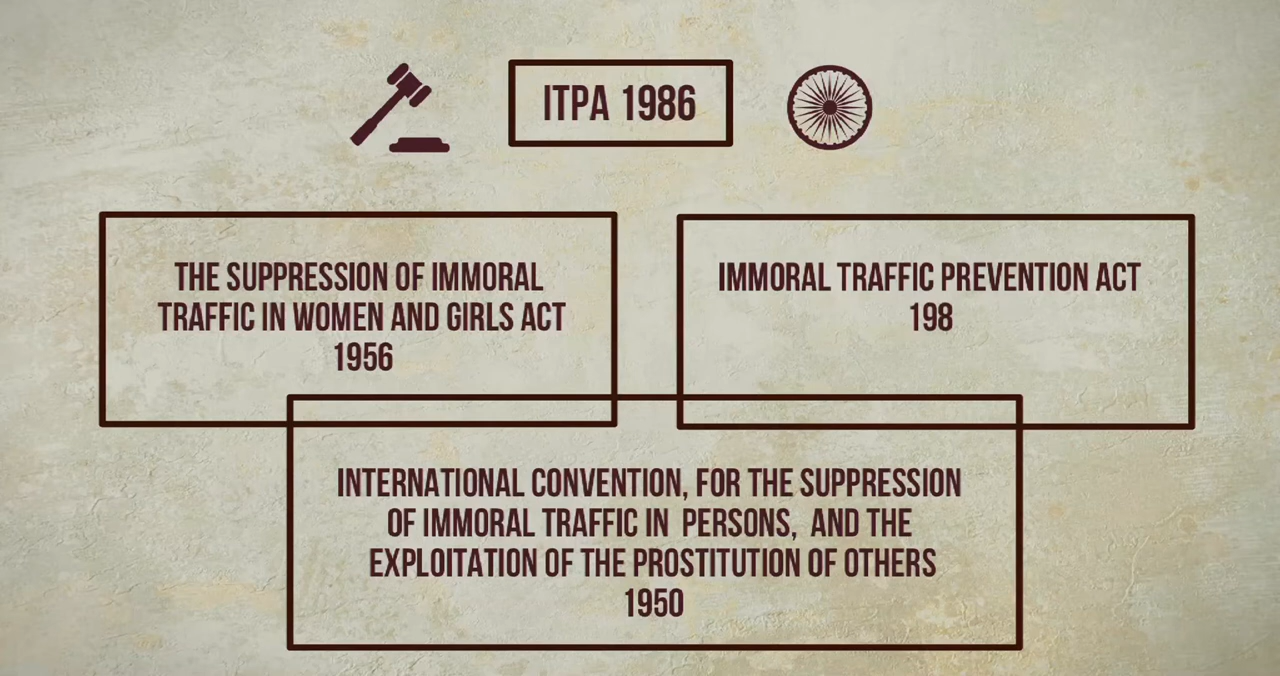 ITPA 1986
THE SUPPRESSION OF IMMORAL
TRAFFIC IN WOMEN AND GIRLS ACT
1956
IMMORAL TRAFFIC PREVENTION ACT
198
INTERNATIONAL CONVENTION, FOR THE SUPPRESSION
OF IMMORAL TRAFFIC IN PERSONS, AND THE
EXPLOITATION OF THE PROSTITUTION OF OTHERS
1950